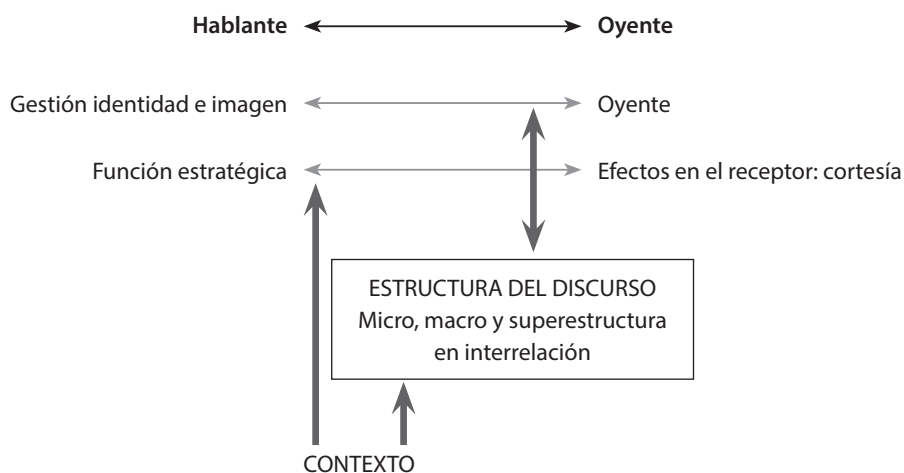 Hablante Oyente
Gestión identidad e imagen Oyente
Función estratégica Efectos en el receptor: cortesía
ESTRUCTURA DEL DISCURSO
Micro, macro y superestructura
en interrelación
CONTEXTO